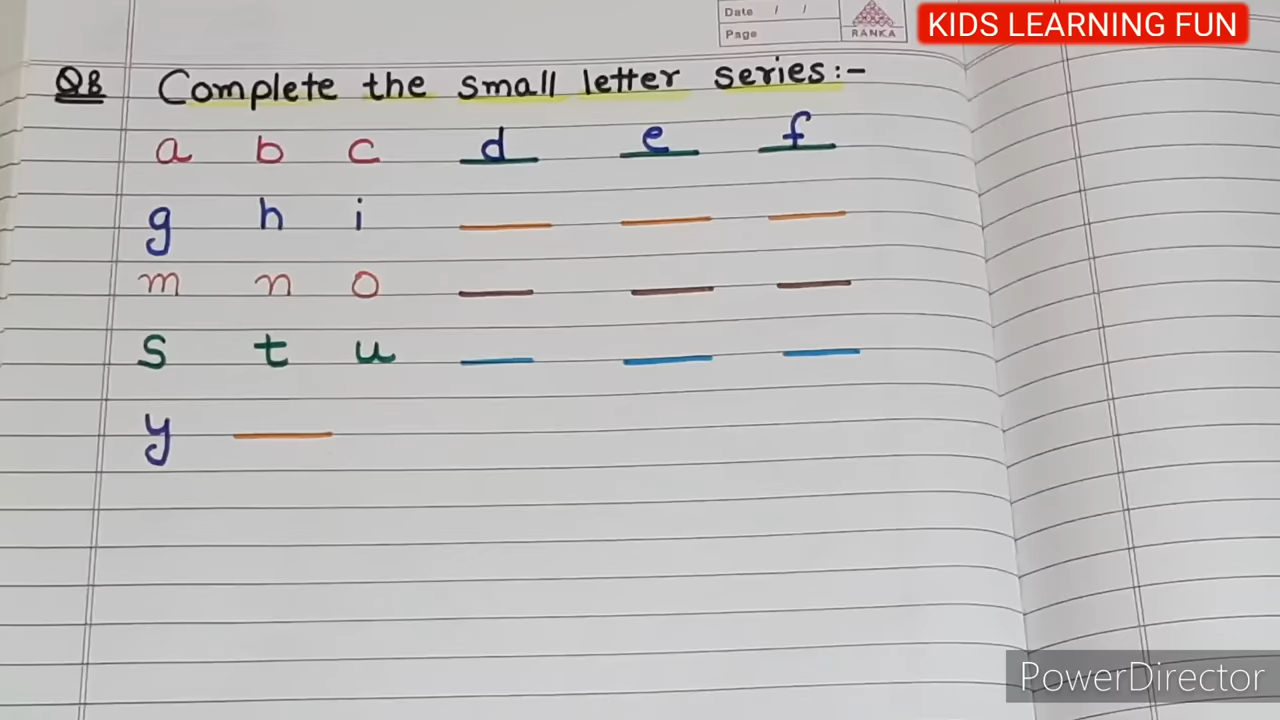 Date / /
Page
RANKA
KIDS LEARNING FUN
Q8 Complete the small letter series:-
a b c d e f
g h i
m n o
s t u
y
PowerDirector